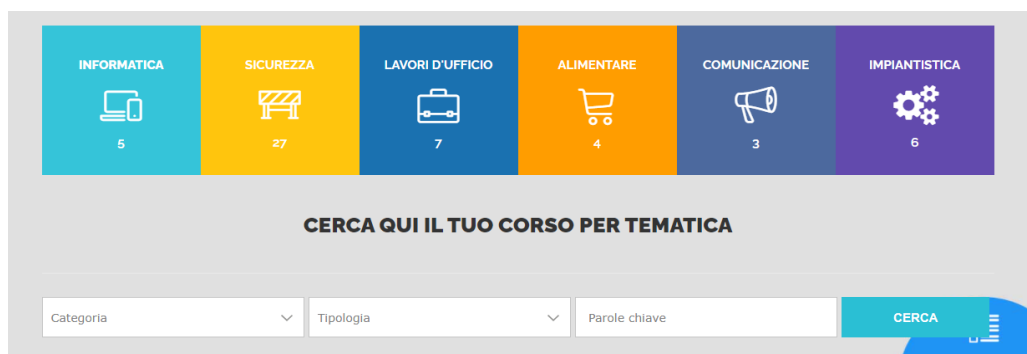 INFORMATICA
SICUREZZA
LAVORI D'UFFICIO
ALIMENTARE
COMUNICAZIONE
IMPIANTISTICA
5
27
7
4
3
6
CERCA QUI IL TUO CORSO PER TEMATICA
Categoria
Tipologia
Parole chiave
CERCA